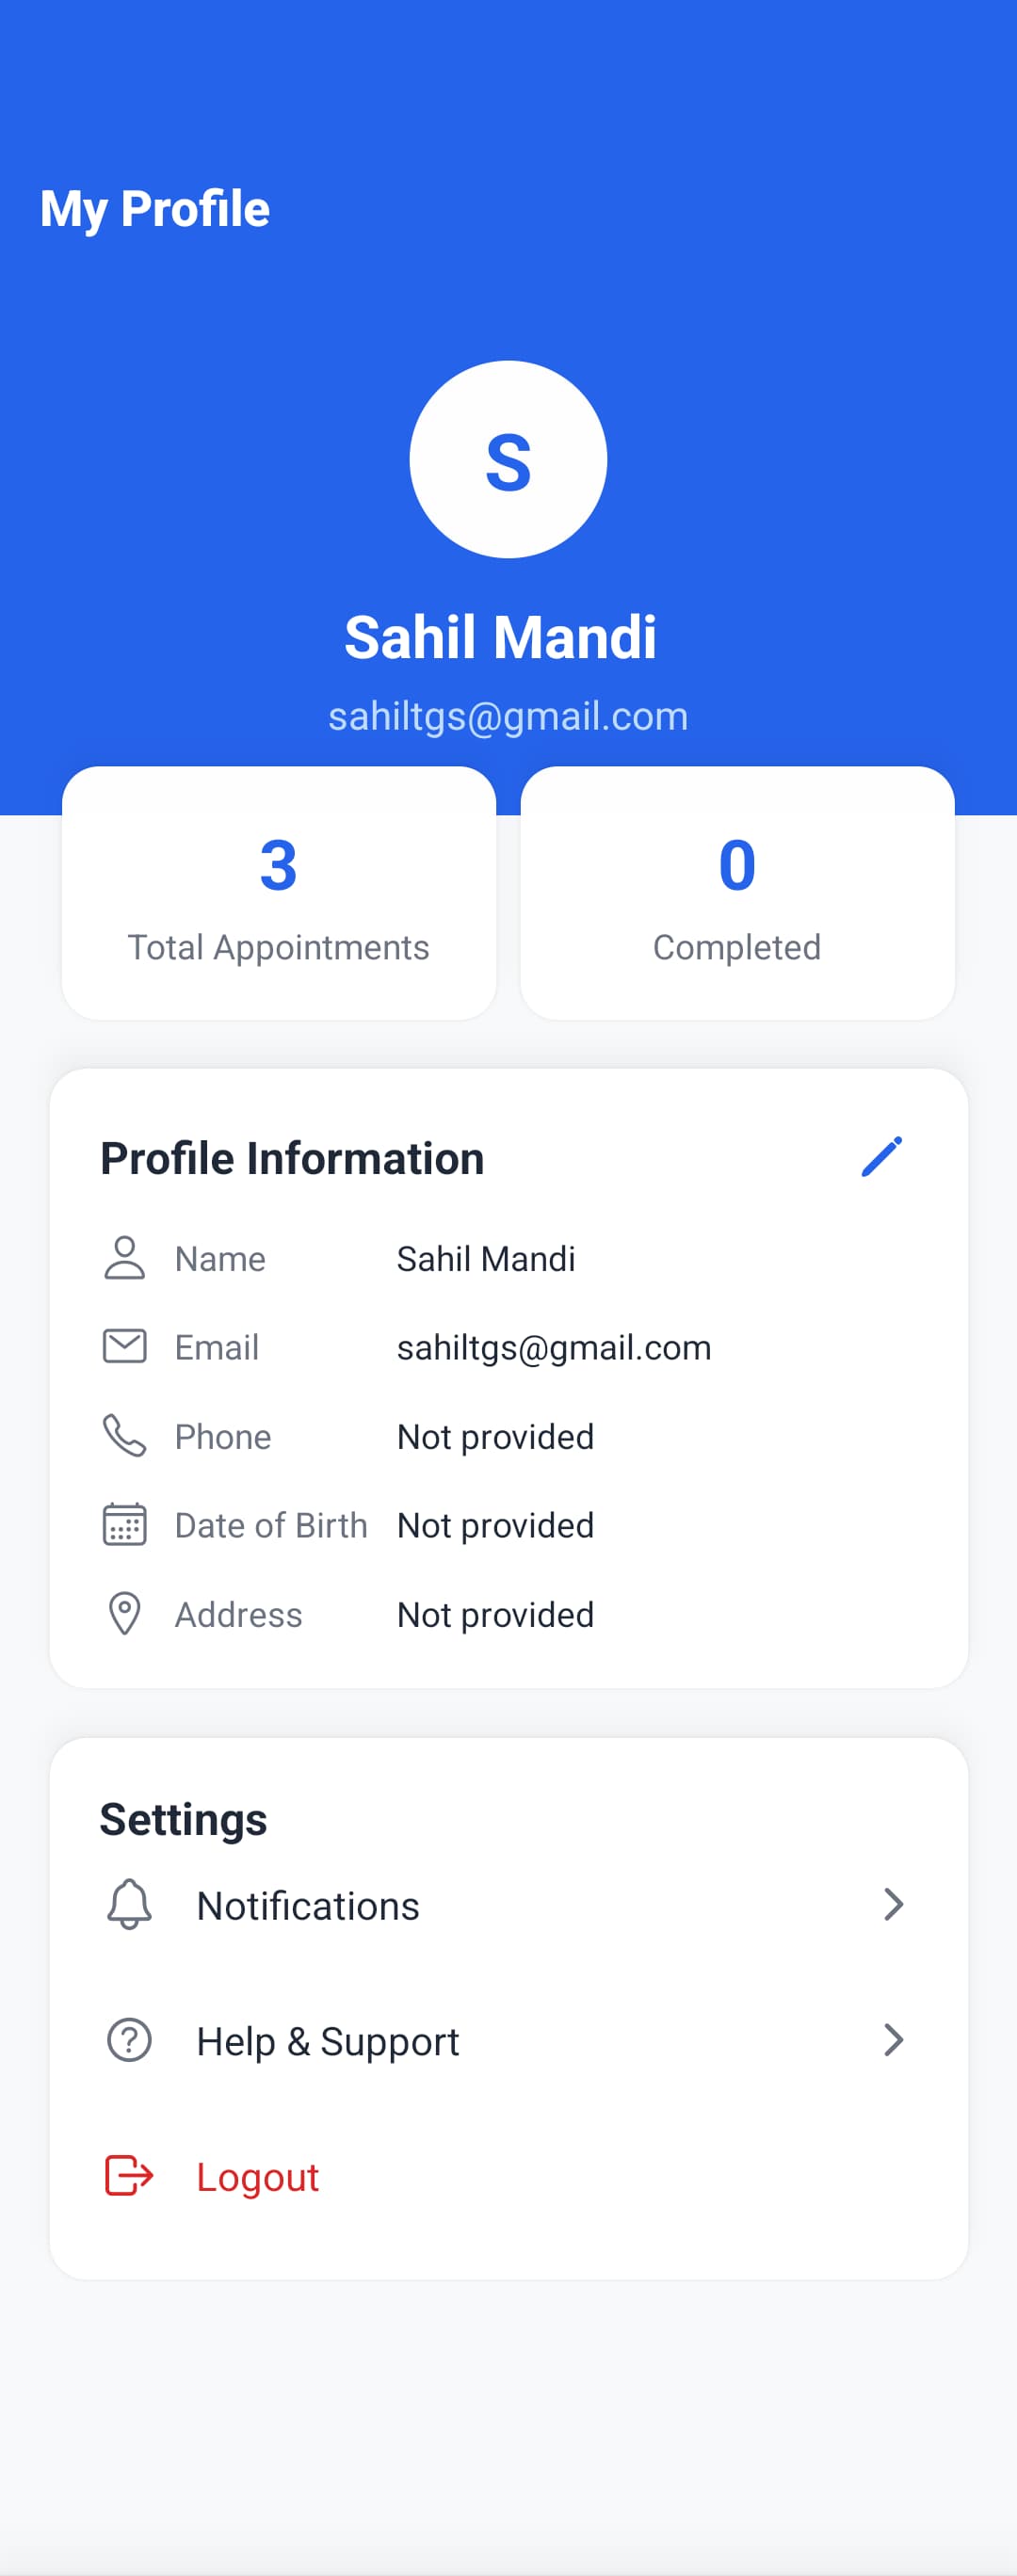 My Profile
S
Sahil Mandi
sahiltgs@gmail.com
3
Total Appointments
0
Completed
Profile Information
Name Sahil Mandi
Email sahiltgs@gmail.com
Phone Not provided
Date of Birth Not provided
Address Not provided
Settings
Notifications
Help & Support
Logout